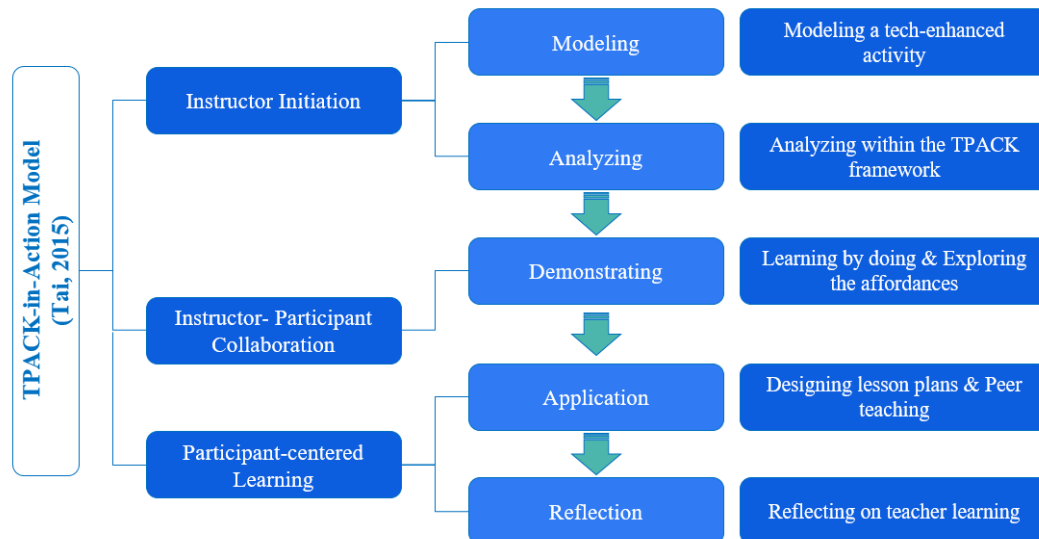 TPACK-in-Action Model
(Tai, 2015)
Instructor Initiation
Modeling
Modeling a tech-enhanced
activity
Analyzing
Analyzing within the TPACK
framework
Instructor- Participant
Collaboration
Demonstrating
Learning by doing & Exploring
the affordances
Participant-centered
Learning
Application
Designing lesson plans & Peer
teaching
Reflection
Reflecting on teacher learning